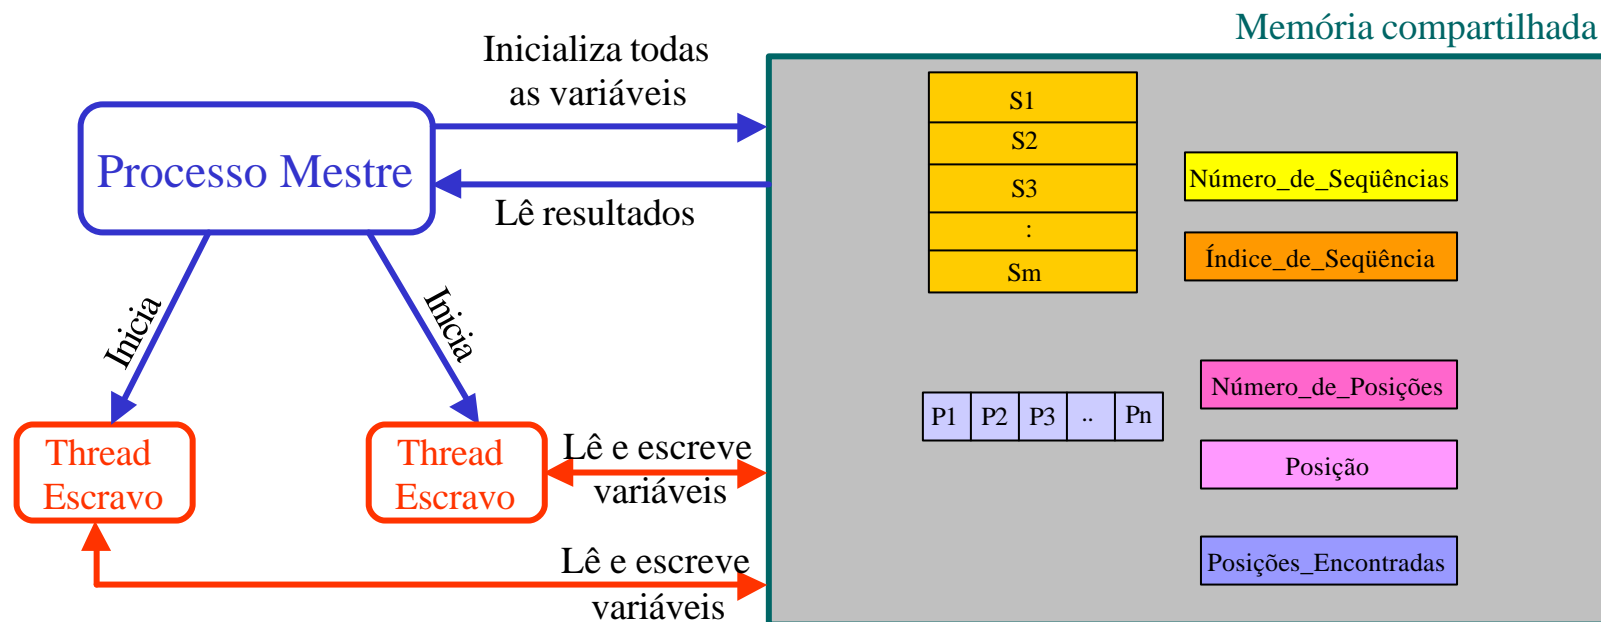 Memória compartilhada
Inicializa todas
as variáveis
Processo Mestre
Lê resultados
S1
S2
S3
:
Sm
Número_de_Seqüências
Índice_de_Seqüência
Inicia
Inicia
P1 P2 P3 .. Pn
Número_de_Posições
Posição
Posições_Encontradas
Thread
Escravo
Thread
Escravo
Lê e escreve
variáveis
Lê e escreve
variáveis